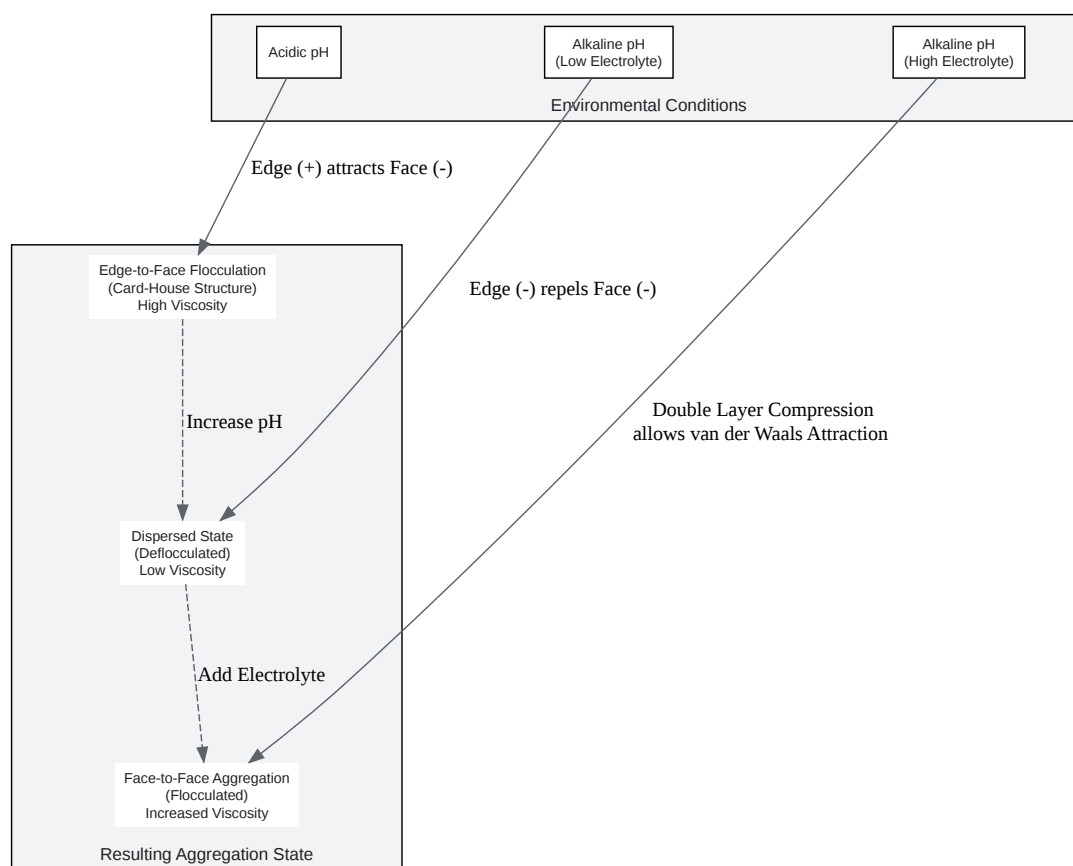 Acidic pH
Alkaline pH
(Low Electrolyte)
Alkaline pH
(High Electrolyte)
Environmental Conditions
Edge (+) attracts Face (-)
Edge-to-Face Flocculation
(Card-House Structure)
High Viscosity
Edge (-) repels Face (-)
Increase pH
Double Layer Compression
allows van der Waals Attraction
Dispersed State
(Deflocculated)
Low Viscosity
Add Electrolyte
Face-to-Face Aggregation
(Flocculated)
Increased Viscosity
Resulting Aggregation State